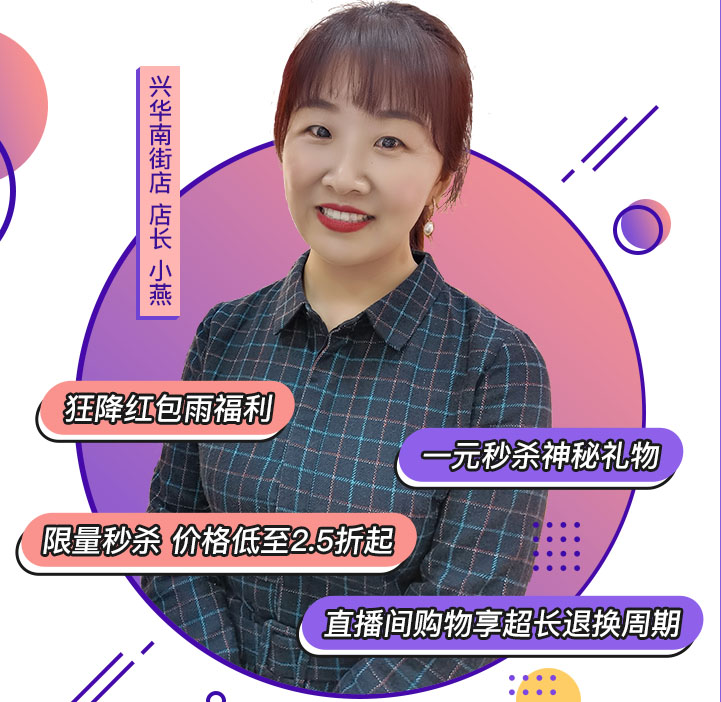 兴华南街店 店长 小燕
狂降红包雨福利
一元秒杀神秘礼物
限量秒杀 价格低至2.5折起
直播间购物享超长退换周期